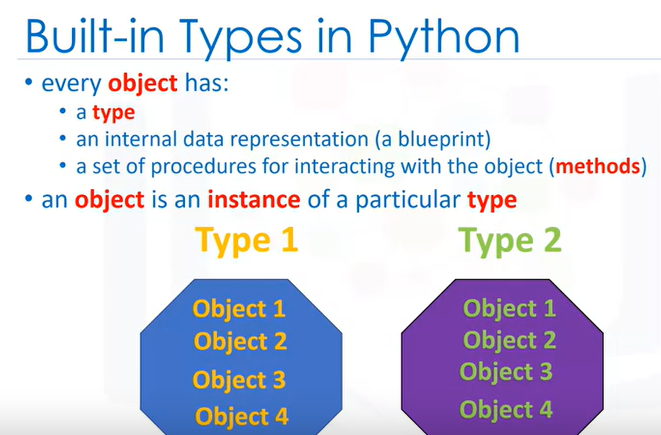 Built-in Types in Python
• every object has:
• a type
• an internal data representation (a blueprint)
• a set of procedures for interacting with the object (methods)
• an object is an instance of a particular type
Type 1
Object 1
Object 2
Object 3
Object 4
Type 2
Object 1
Object 2
Object 3
Object 4